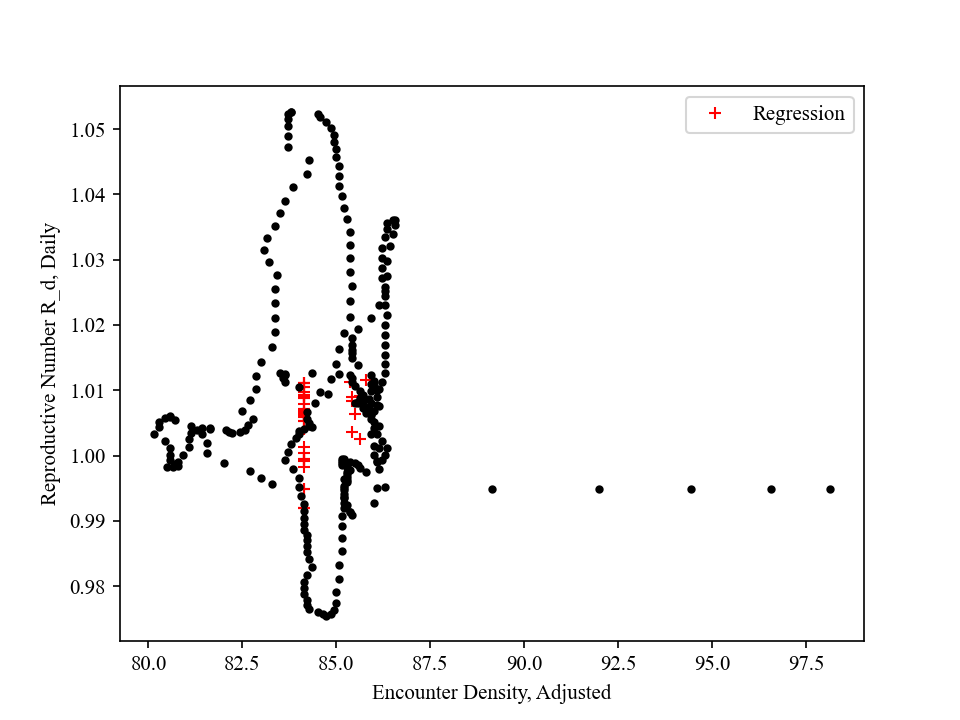 Regression
1.05
1.04
1.03
1.02
1.01
1.00
0.99
0.98
Reproductive Number R_d, Daily
80.0 82.5 85.0 87.5 90.0 92.5 95.0 97.5
Encounter Density, Adjusted